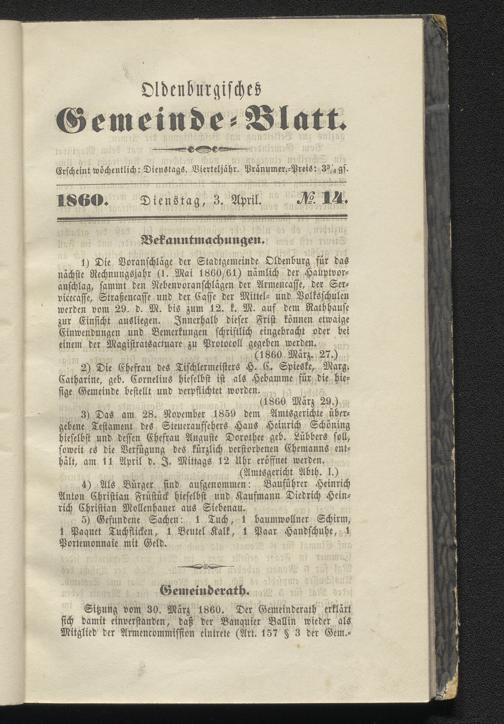 Oldenburgisches
Gemeinde-Blatt.
Erscheint wöchentlich: Dienstags. Vierteljähr. Pränumer.-Preis: 3¾ gs.
1860. Dienstag, 3. April. № 14.
Bekanntmachungen.
1) Die Voranschläge der Stadtgemeinde Oldenburg für das
nächste Rechnungsjahr (1. Mai 1860/61) nämlich der Hauptvor-
anschlag, sammt den Nebenvoranschlägen der Armencasse, der Ser-
vicecasse, Straßencasse und der Casse der Mittel- und Volksschulen
werden vom 29. d. M. bis zum 12. k. M. auf dem Rathhause
zur Einsicht ausliegen. Innerhalb dieser Frist können etwaige
Einwendungen und Bemerkungen schriftlich eingebracht oder bei
einem der Magistratsactuare zu Protocoll gegeben werden.
(1860 März. 27.)
2) Die Ehefrau des Tischlermeisters H. C. Spieske, Marg.
Catharine, geb. Cornelius hieselbst ist als Hebamme für die hie-
sige Gemeinde bestellt und verpflichtet worden.
(1860 März 29.)
3) Das am 28. November 1859 dem Amtsgerichte über-
gebene Testament des Steueraufsehers Haus Heinrich Schöning
hieselbst und dessen Ehefrau Auguste Dorothee geb. Lübbers soll,
soweit es die Verfügung des kürzlich verstorbenen Ehemanns ent-
hält, am 11 April d. J. Mittags 12 Uhr eröffnet werden.
(Amtsgericht Abth. I.)
4) Als Bürger sind aufgenommen: Bauführer Heinrich
Anton Christian Früstück hieselbst und Kaufmann Diedrich Hein-
rich Christian Mollenhauer aus Siebenau.
5) Gefundene Sachen: 1 Tuch, 1 baumwollner Schirm,
1 Paquet Tuchsticken, 1 Beutel Kalk, 1 Paar Handschuhe, 1
Portemonnaie mit Geld.
Gemeinderath.
Sitzung vom 30. März 1860. Der Gemeinderath erklärt
sich damit einverstanden, daß der Banquier Ballin wieder als
Mitglied der Armencommission eintrete (Art. 157 § 3 der Gem.-